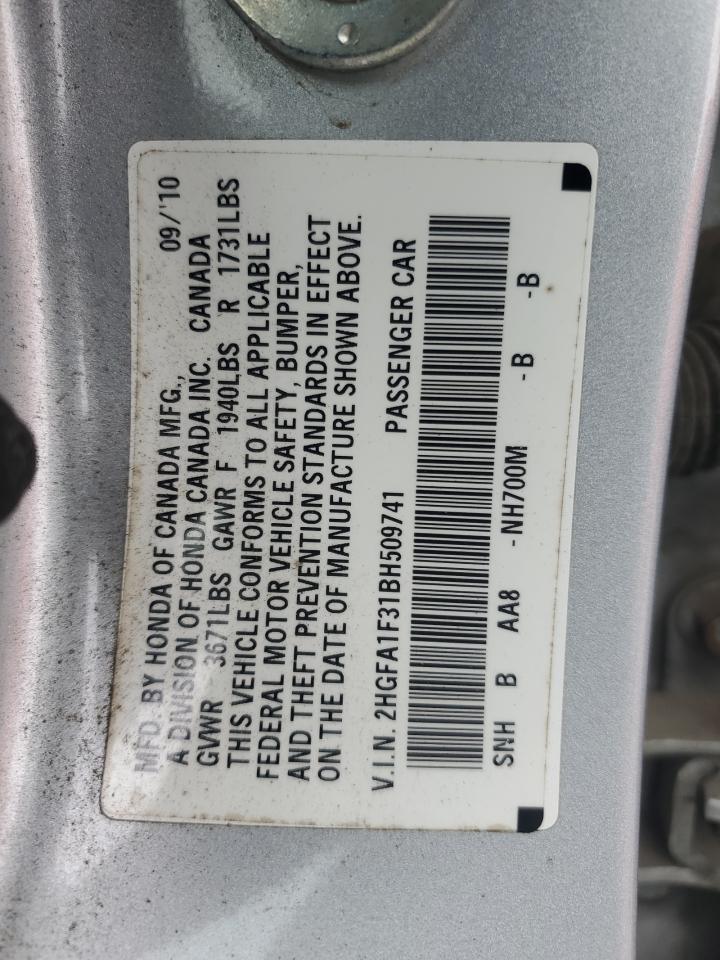 MFD. BY HONDA OF CANADA MFG., 09/'10
A DIVISION OF HONDA CANADA INC. CANADA
GVWR 3671LBS GAWR F 1940LBS R 1731LBS
THIS VEHICLE CONFORMS TO ALL APPLICABLE
FEDERAL MOTOR VEHICLE SAFETY, BUMPER,
AND THEFT PREVENTION STANDARDS IN EFFECT
ON THE DATE OF MANUFACTURE SHOWN ABOVE.
V.I.N. 2HGFA1F31BH509741 PASSENGER CAR
SNH B AA8 -NH700M -B -B